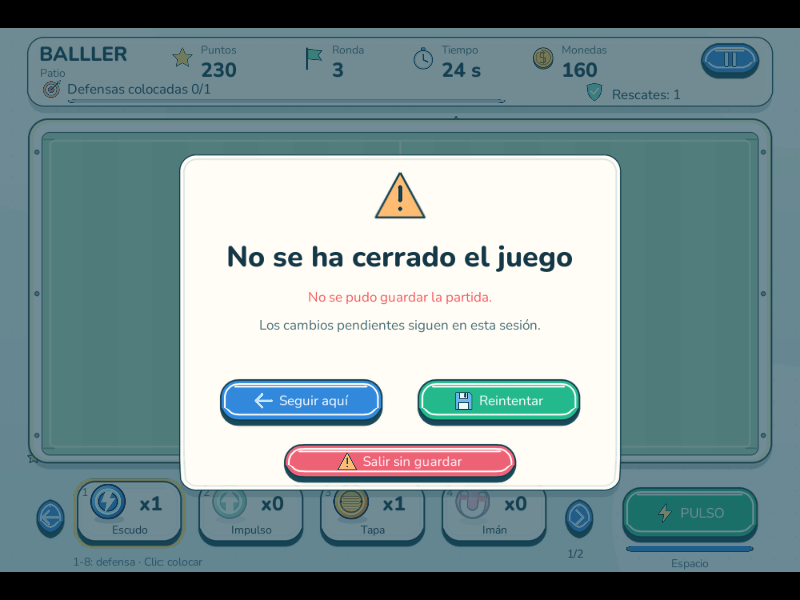 BALLLER
Patio
Puntos
230
Ronda
3
Tiempo
24 s
Monedas
160
Defensas colocadas 0/1
Rescates: 1
No se ha cerrado el juego
No se pudo guardar la partida.
Los cambios pendientes siguen en esta sesión.
Seguir aquí
Reintentar
Salir sin guardar
1
x1
Escudo
2
x0
Impulso
3
x1
Tapa
4
x0
Imán
1/2
PULSO
Espacio
1-8: defensa · Clic: colocar